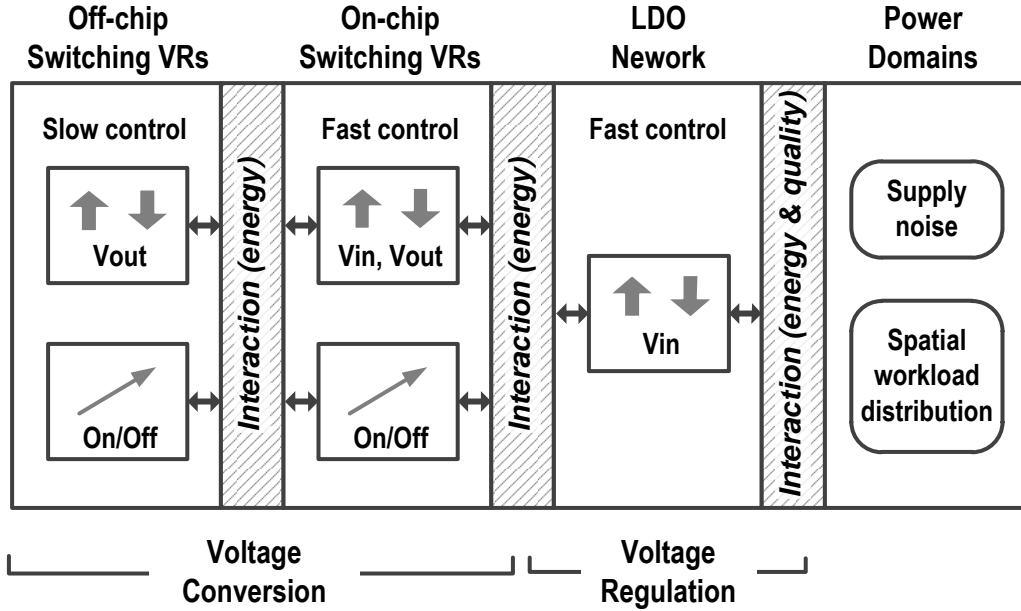 Off-chip
Switching VRs
On-chip
Switching VRs
LDO
Nework
Power
Domains
Slow control
Vout
On/Off
Interaction (energy)
Fast control
Vin, Vout
On/Off
Interaction (energy)
Fast control
Vin
Interaction (energy & quality)
Supply
noise
Spatial
workload
distribution
Voltage
Conversion
Voltage
Regulation